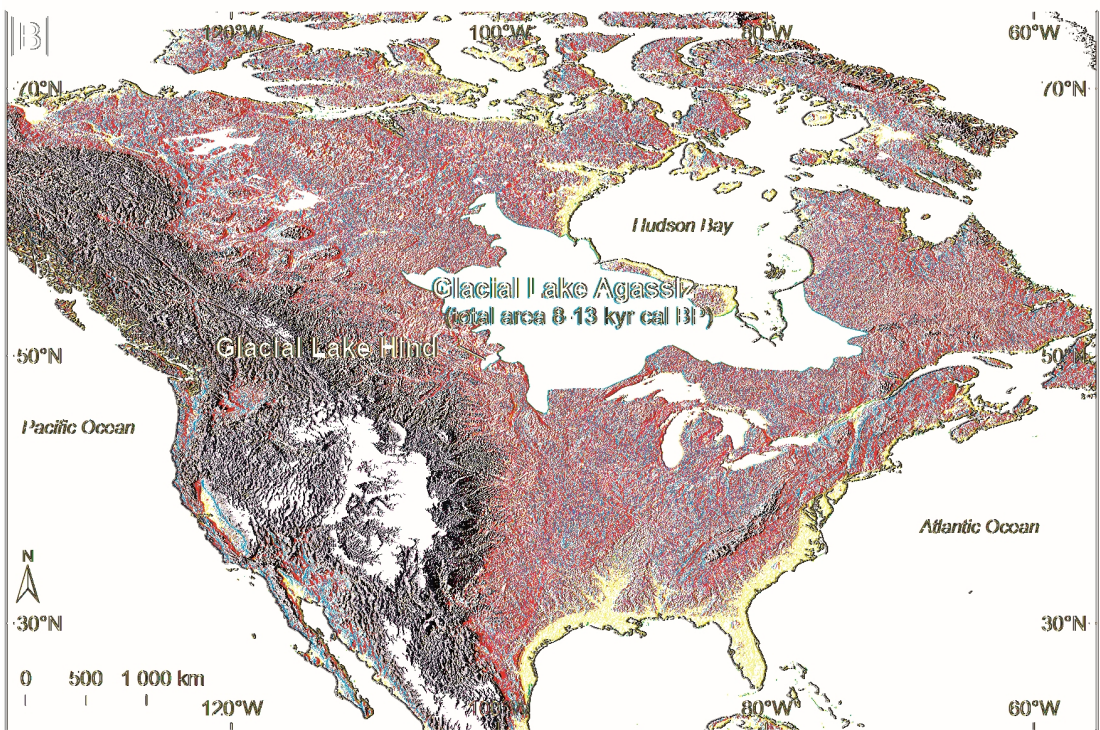 B
120°W 100°W 80°W 60°W
70°N 70°N
Hudson Bay
Glacial Lake Agassiz
(total area 8-13 kyr cal BP)
Glacial Lake Hind
50°N 50°N
Pacific Ocean
Atlantic Ocean
N
30°N 30°N
0 500 1 000 km
120°W 100°W 80°W 60°W